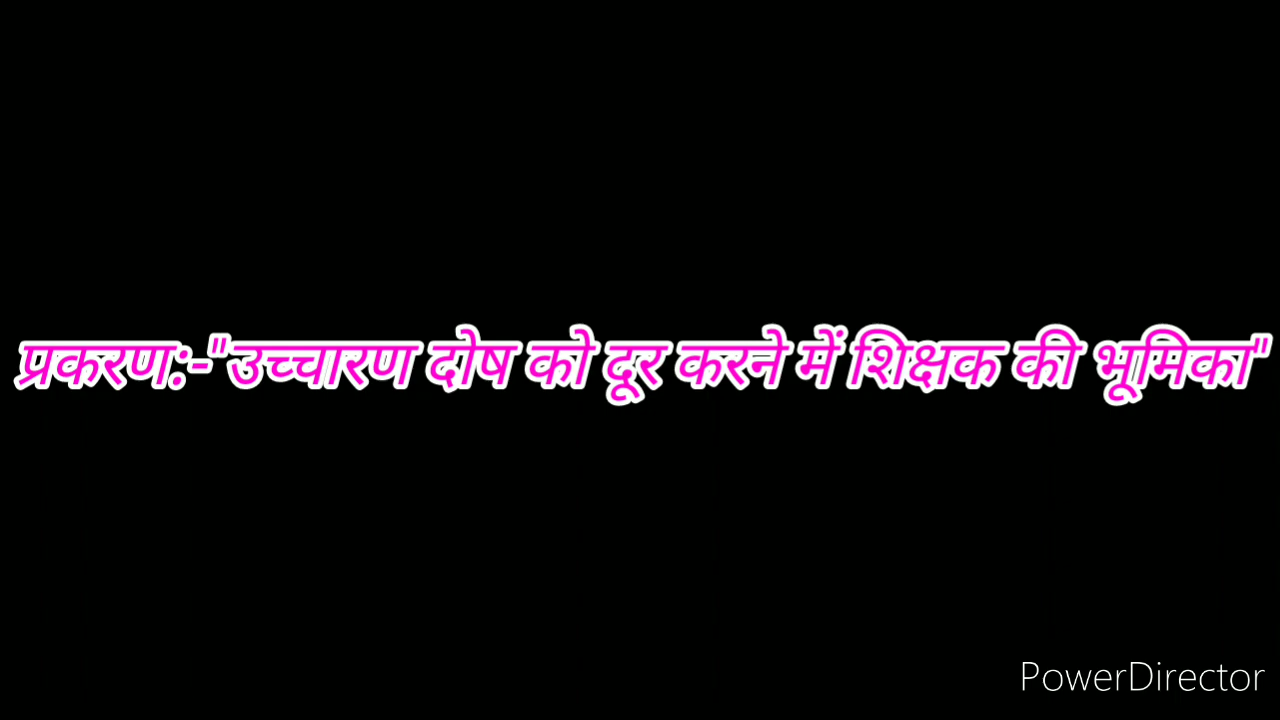 प्रकरण:-"उच्चारण दोष को दूर करने में शिक्षक की भूमिका"
PowerDirector